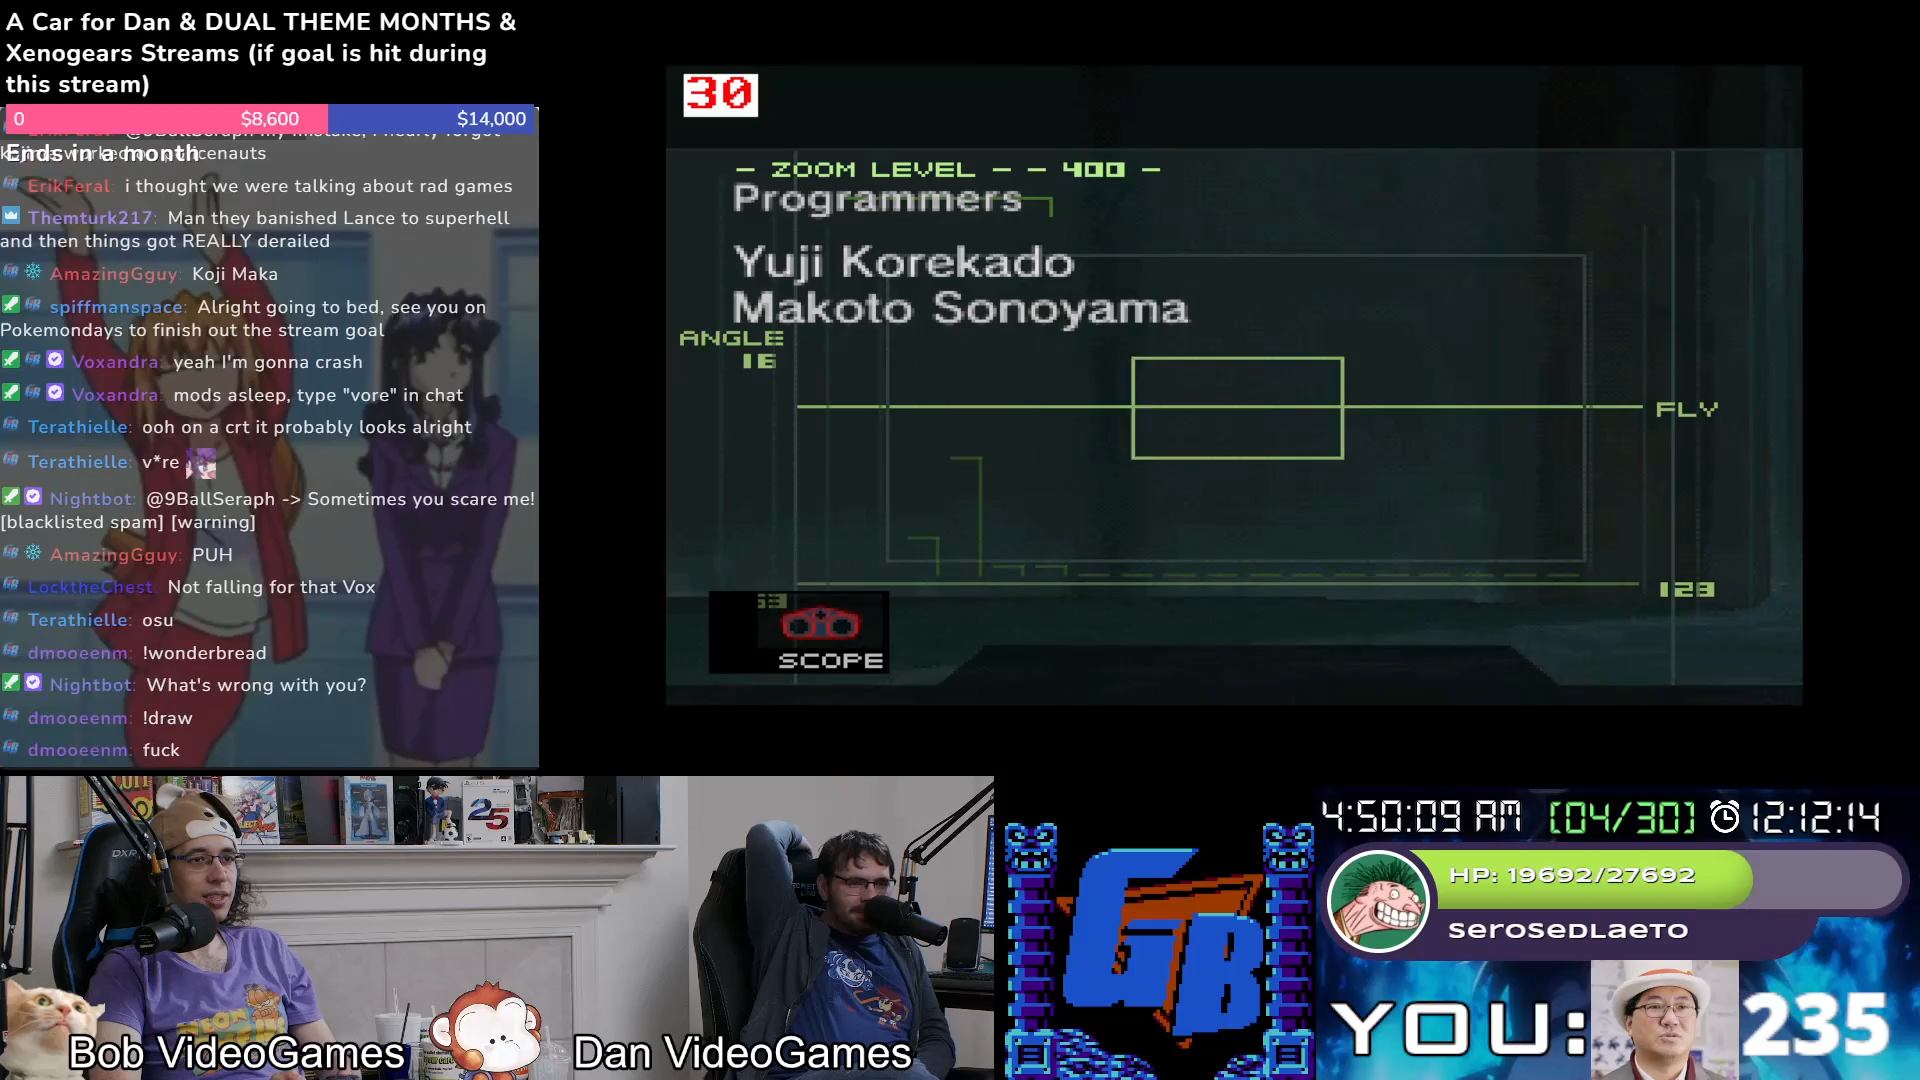 A Car for Dan & DUAL THEME MONTHS &
Xenogears Streams (if goal is hit during
this stream)
0 $8,600 $14,000
Ends in a month
ErikFeral: i thought we were talking about rad games
Themturk217: Man they banished Lance to superhell
and then things got REALLY derailed
AmazingGguy: Koji Maka
spiffmanspace: Alright going to bed, see you on
Pokemondays to finish out the stream goal
Voxandra: yeah I'm gonna crash
Voxandra: mods asleep, type "vore" in chat
Terathielle: ooh on a crt it probably looks alright
Terathielle: v*re
Nightbot: @9BallSeraph -> Sometimes you scare me!
[blacklisted spam] [warning]
AmazingGguy: PUH
LocktheChest: Not falling for that Vox
Terathielle: osu
dmooeenm: !wonderbread
Nightbot: What's wrong with you?
dmooeenm: !draw
dmooeenm: fuck
30
- ZOOM LEVEL - - 400 -
Programmers
Yuji Korekado
Makoto Sonoyama
ANGLE
16
FLY
123
63
SCOPE
25
Bob VideoGames
Dan VideoGames
GB
4:50:09 AM [04/30] 12:12:14
HP: 19692/27692
SeroSedLaeto
YOU: 235